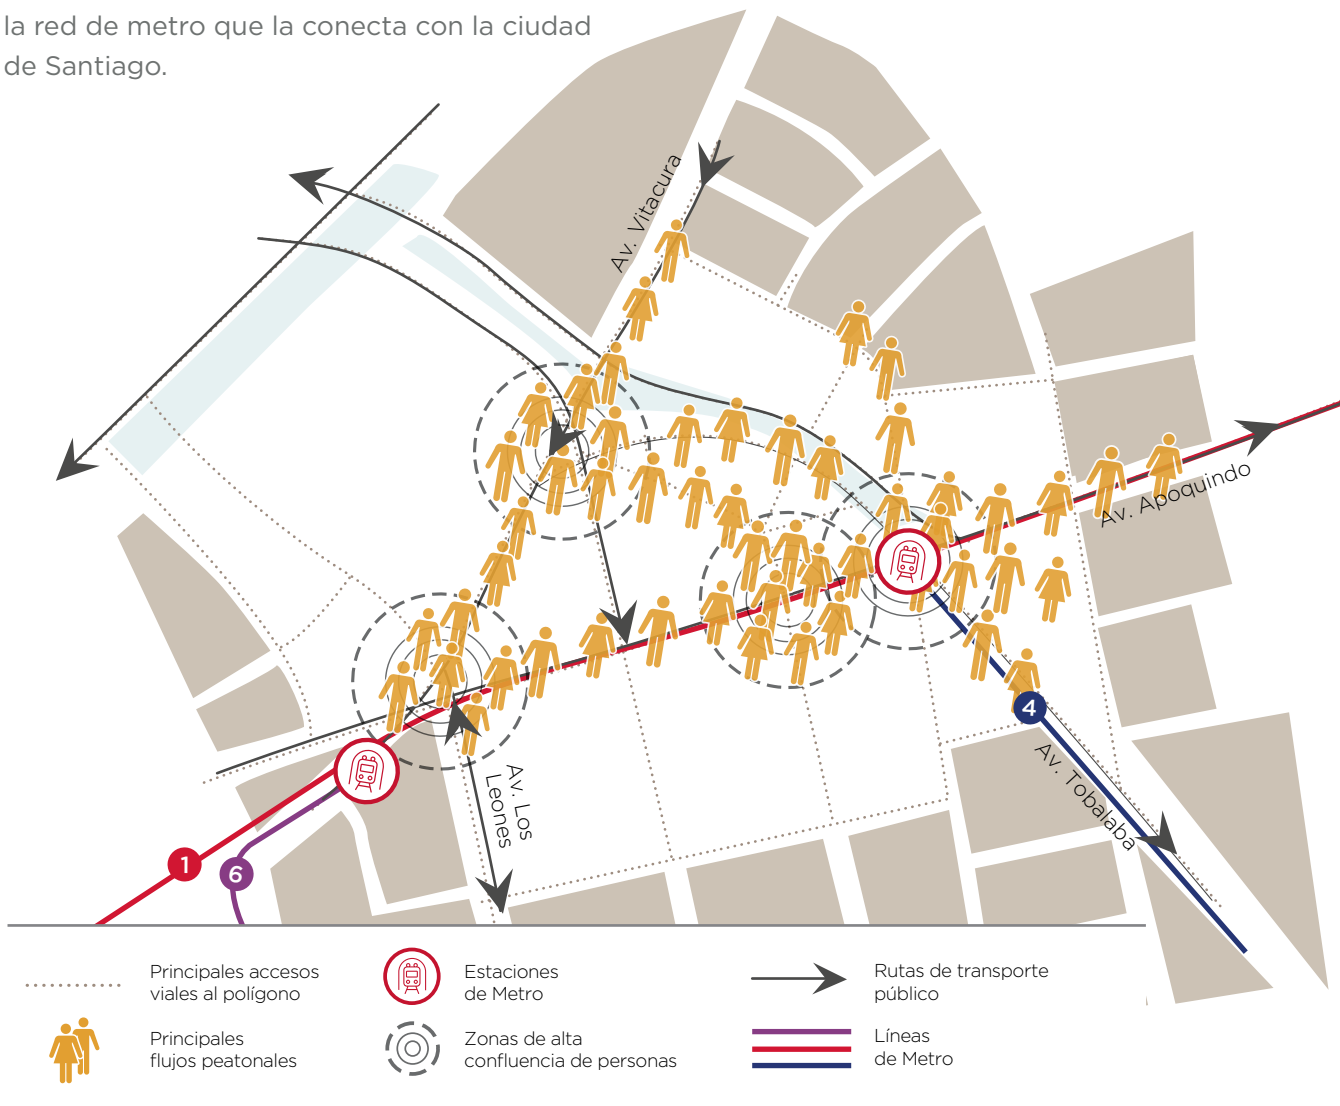 la red de metro que la conecta con la ciudad
de Santiago.
Av. Vitacura
Av. Apoquindo
4
Av. Tobalaba
Av. Los
Leones
1
6
Principales accesos
viales al polígono
Estaciones
de Metro
Rutas de transporte
público
Principales
flujos peatonales
Zonas de alta
confluencia de personas
Líneas
de Metro